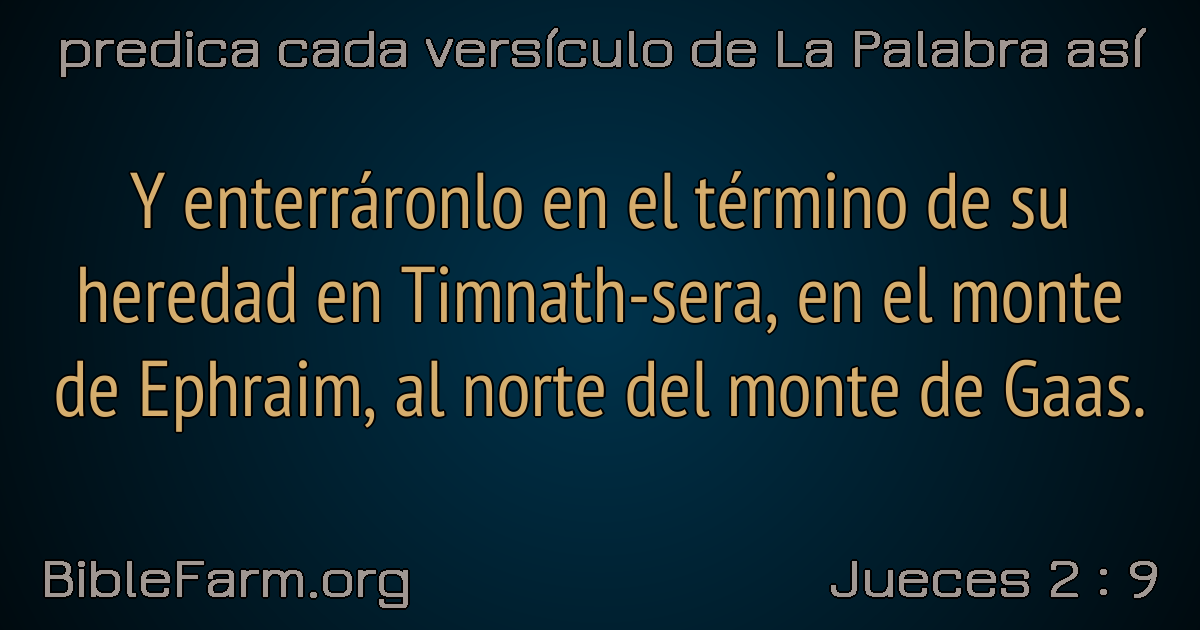 predica cada versículo de La Palabra así
Y enterráronlo en el término de su
heredad en Timnath-sera, en el monte
de Ephraim, al norte del monte de Gaas.
BibleFarm.org
Jueces 2 : 9